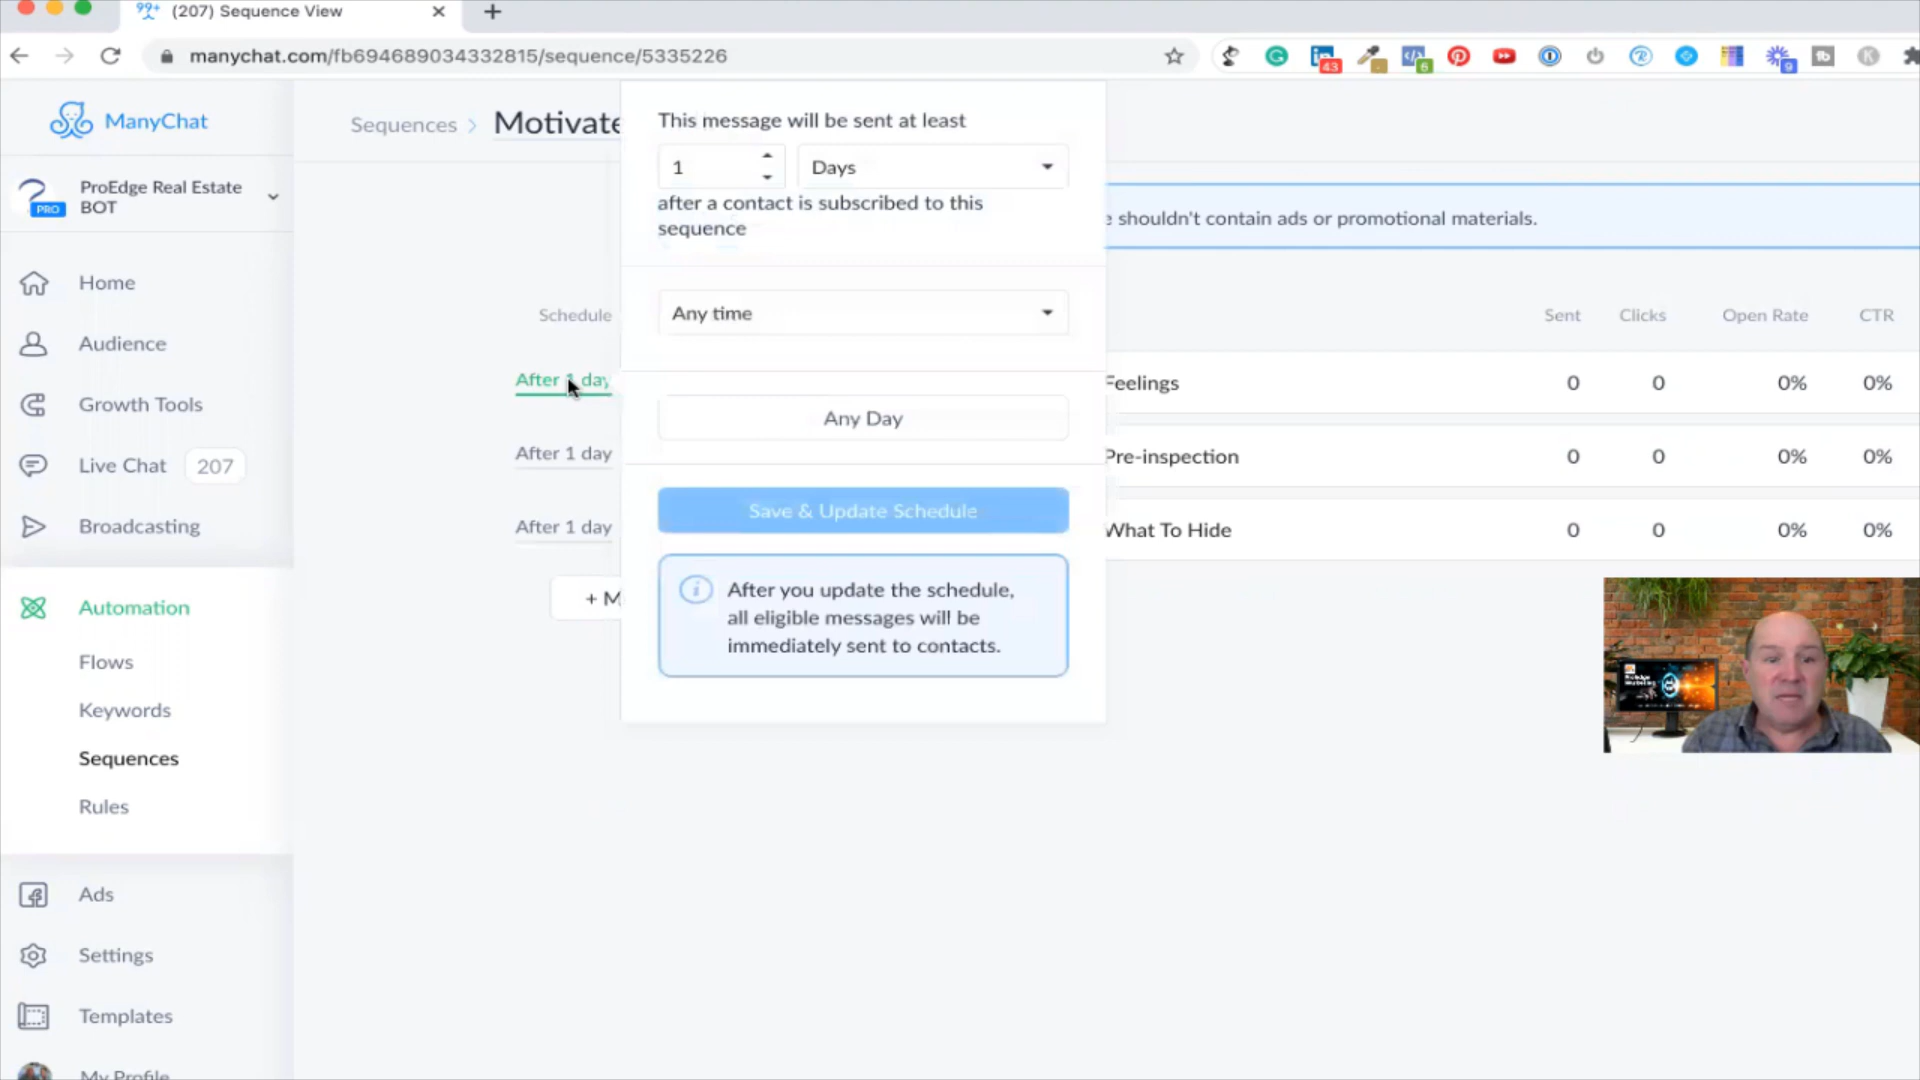 (207) Sequence View
manychat.com/fb694689034332815/sequence/5335226
43
6
9
ManyChat
ProEdge Real Estate
BOT
PRO
Home
Audience
Growth Tools
Live Chat 207
Broadcasting
Automation
Flows
Keywords
Sequences
Rules
Ads
Settings
Templates
My Profile
Sequences > Motivate
This message will be sent at least
1 Days
after a contact is subscribed to this
sequence
Any time
Any Day
Save & Update Schedule
After you update the schedule,
all eligible messages will be
immediately sent to contacts.
e shouldn't contain ads or promotional materials.
Schedule Sent Clicks Open Rate CTR
After 1 day Feelings 0 0 0% 0%
After 1 day Pre-inspection 0 0 0% 0%
After 1 day What To Hide 0 0 0% 0%
+ M